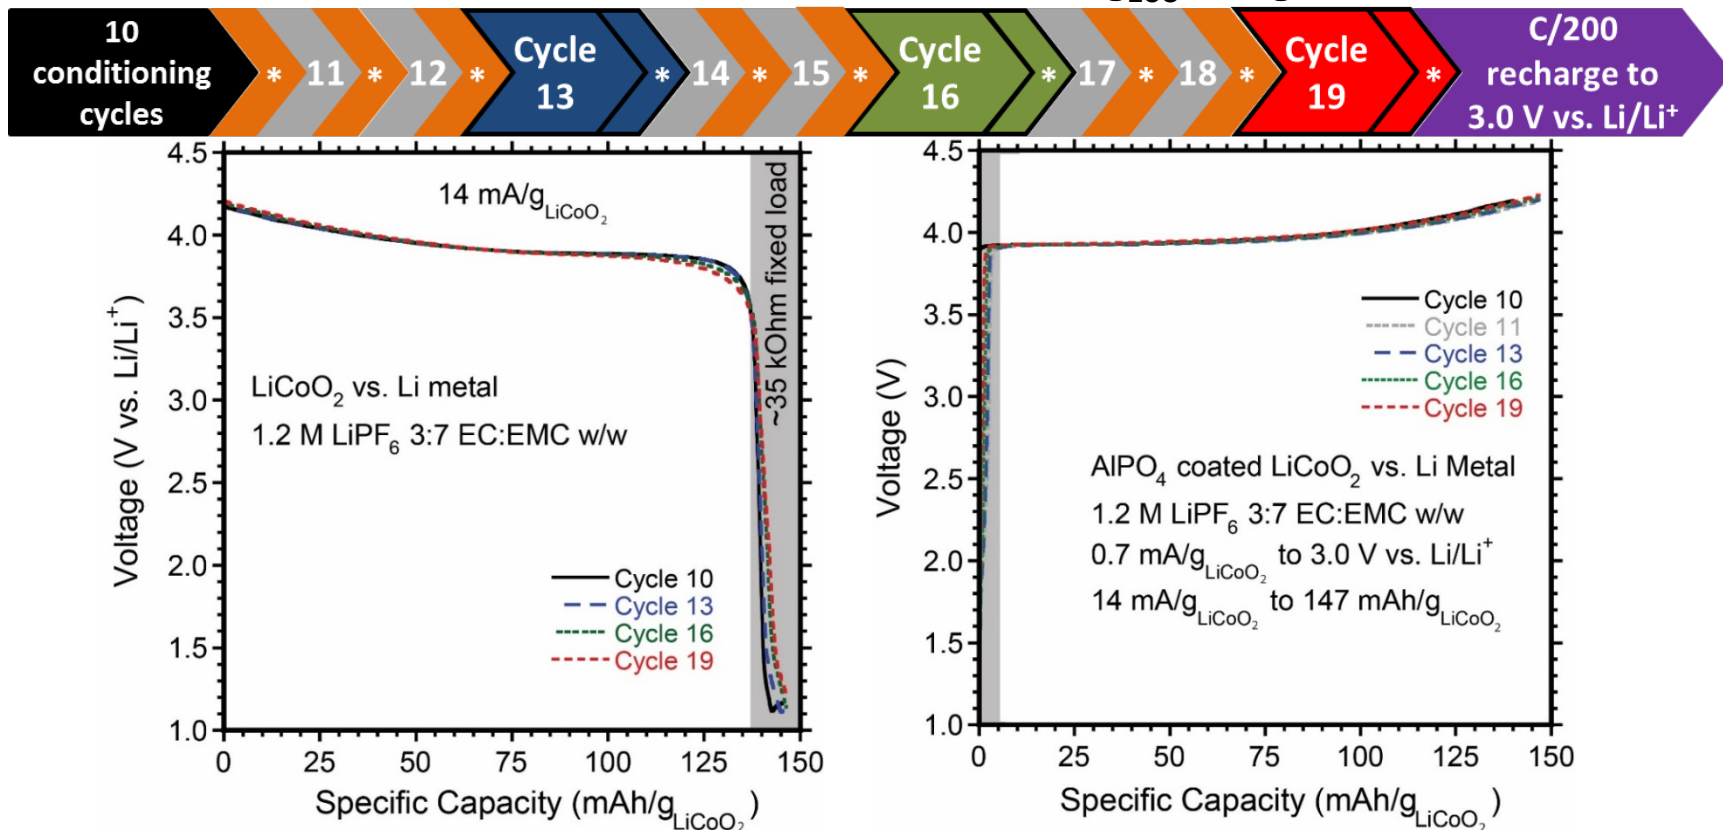 10
conditioning
cycles
* 11 * 12 *
Cycle
13
* 14 * 15 *
Cycle
16
* 17 * 18 *
Cycle
19
*
C/200
recharge to
3.0 V vs. Li/Li⁺
4.5
4.0
3.5
3.0
2.5
2.0
1.5
1.0
Voltage (V vs. Li/Li⁺)
14 mA/g_LiCoO₂
~35 kOhm fixed load
LiCoO₂ vs. Li metal
1.2 M LiPF₆ 3:7 EC:EMC w/w
Cycle 10
Cycle 13
Cycle 16
Cycle 19
0 25 50 75 100 125 150
Specific Capacity (mAh/g_LiCoO₂)
4.5
4.0
3.5
3.0
2.5
2.0
1.5
1.0
Voltage (V)
Cycle 10
Cycle 11
Cycle 13
Cycle 16
Cycle 19
AlPO₄ coated LiCoO₂ vs. Li Metal
1.2 M LiPF₆ 3:7 EC:EMC w/w
0.7 mA/g_LiCoO₂ to 3.0 V vs. Li/Li⁺
14 mA/g_LiCoO₂ to 147 mAh/g_LiCoO₂
0 25 50 75 100 125 150
Specific Capacity (mAh/g_LiCoO₂)